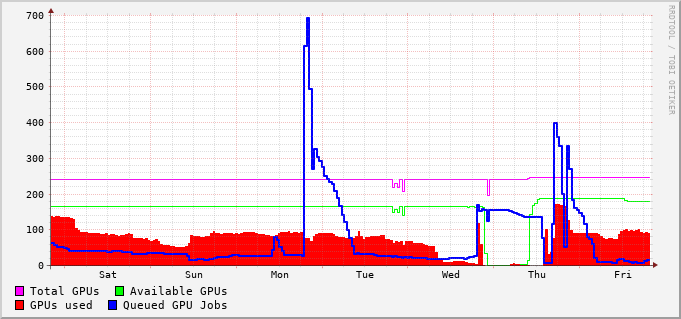 700
600
500
400
300
200
100
0
Sat Sun Mon Tue Wed Thu Fri
Total GPUs Available GPUs
GPUs used Queued GPU Jobs
RRDTOOL / TOBI OETIKER